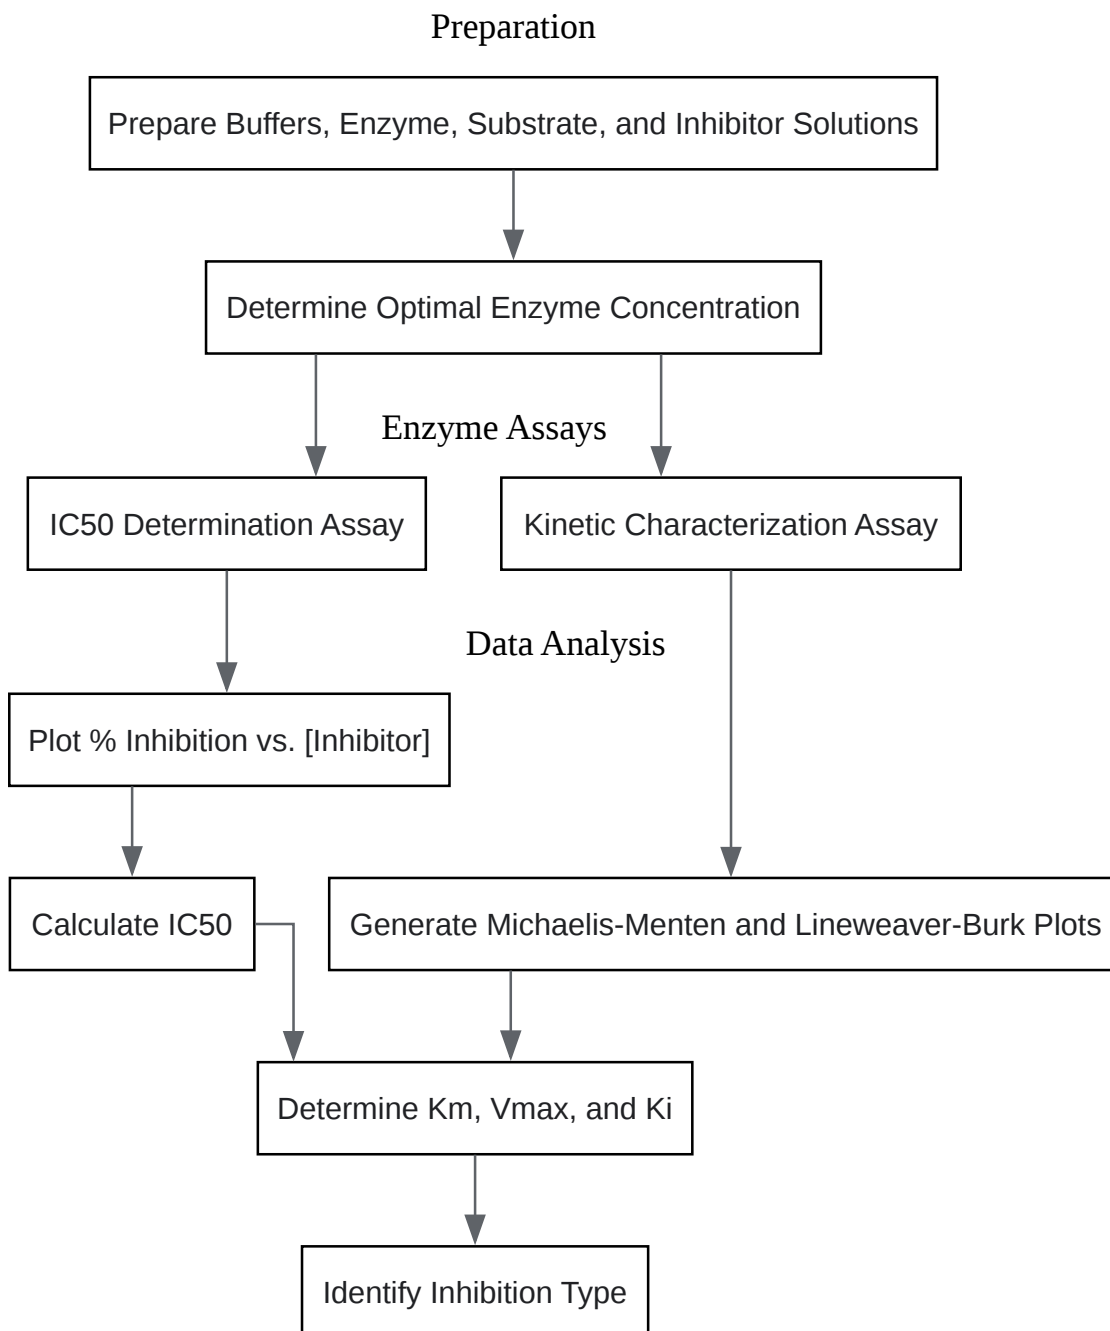 Preparation
Prepare Buffers, Enzyme, Substrate, and Inhibitor Solutions
Determine Optimal Enzyme Concentration
Enzyme Assays
IC50 Determination Assay
Kinetic Characterization Assay
Data Analysis
Plot % Inhibition vs. [Inhibitor]
Calculate IC50
Generate Michaelis-Menten and Lineweaver-Burk Plots
Determine Km, Vmax, and Ki
Identify Inhibition Type